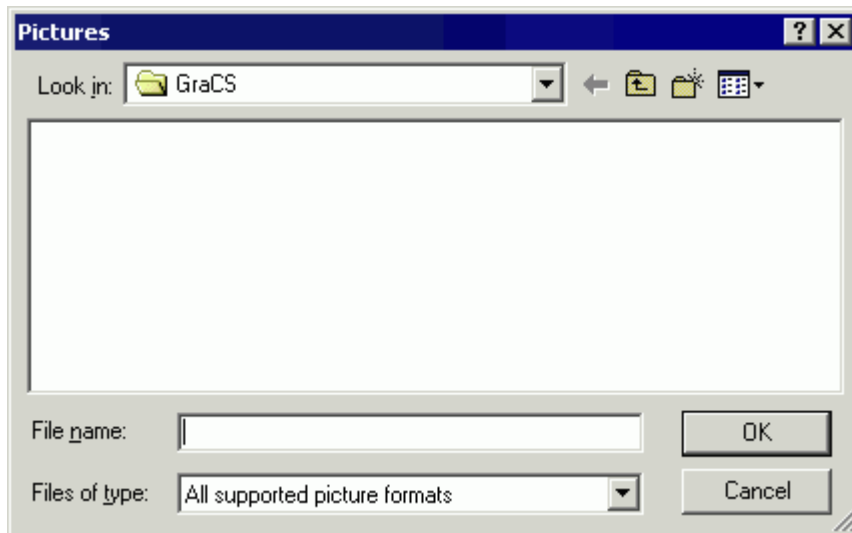 Pictures
Look in: GraCS
File name: OK
Files of type: All supported picture formats Cancel